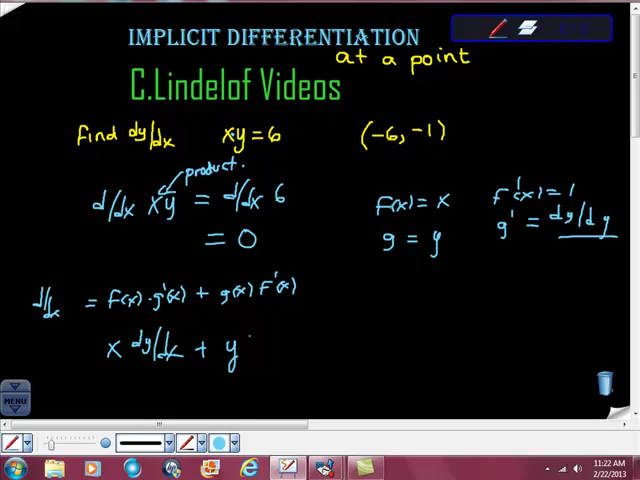 IMPLICIT DIFFERENTIATION
at a point
C.Lindelof Videos
Find dy/dx x·y = 6 (-6, -1)
product.
d/dx xy = d/dx 6
= 0
F(x) = x F'(x) = 1
g = y g' = dy/dy
d/dx = F(x)·g'(x) + g(x) F'(x)
x dy/dx + y
MENU
11:22 AM
2/22/2013